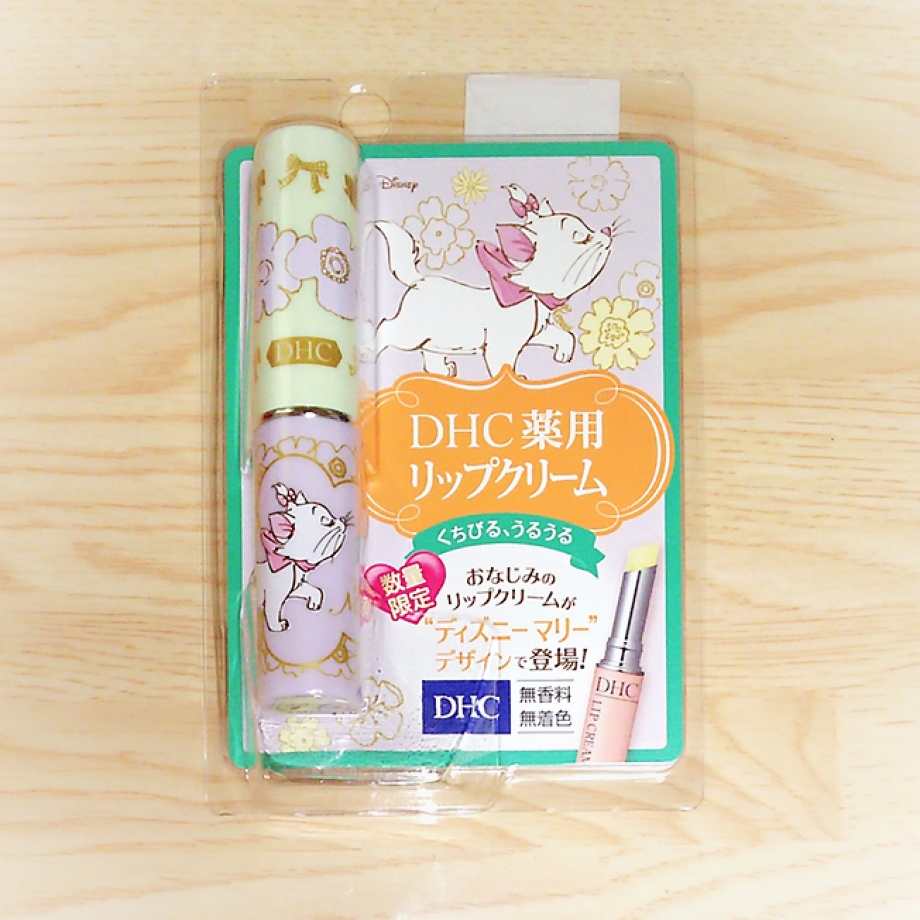 Disney
DHC
DHC 薬用
リップクリーム
くちびる、うるうる
数量
限定
おなじみの
リップクリームが
“ディズニー マリー”
デザインで登場!
DHC
無香料
無着色
DHC
LIP CREAM